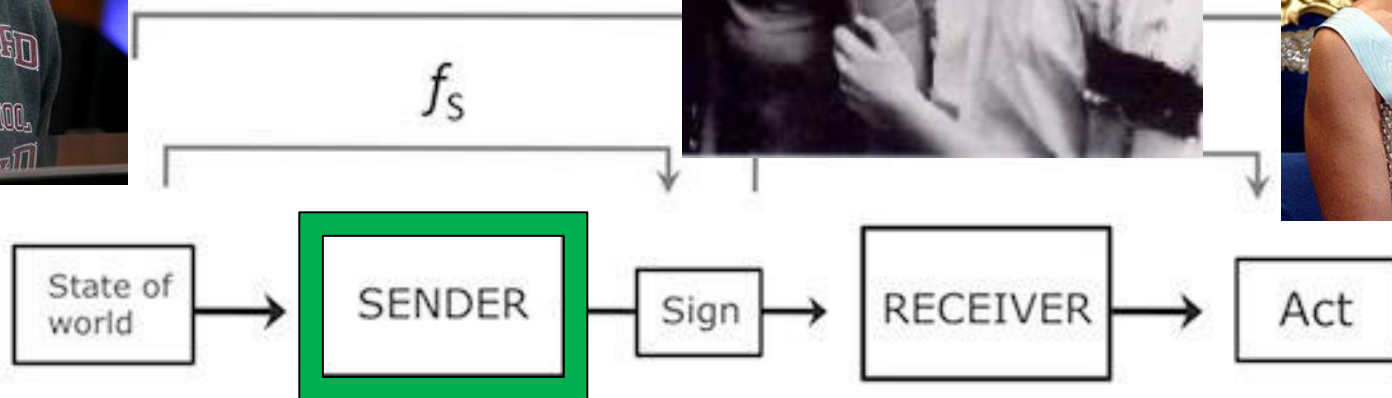 fS
State of
world
SENDER
Sign
RECEIVER
Act